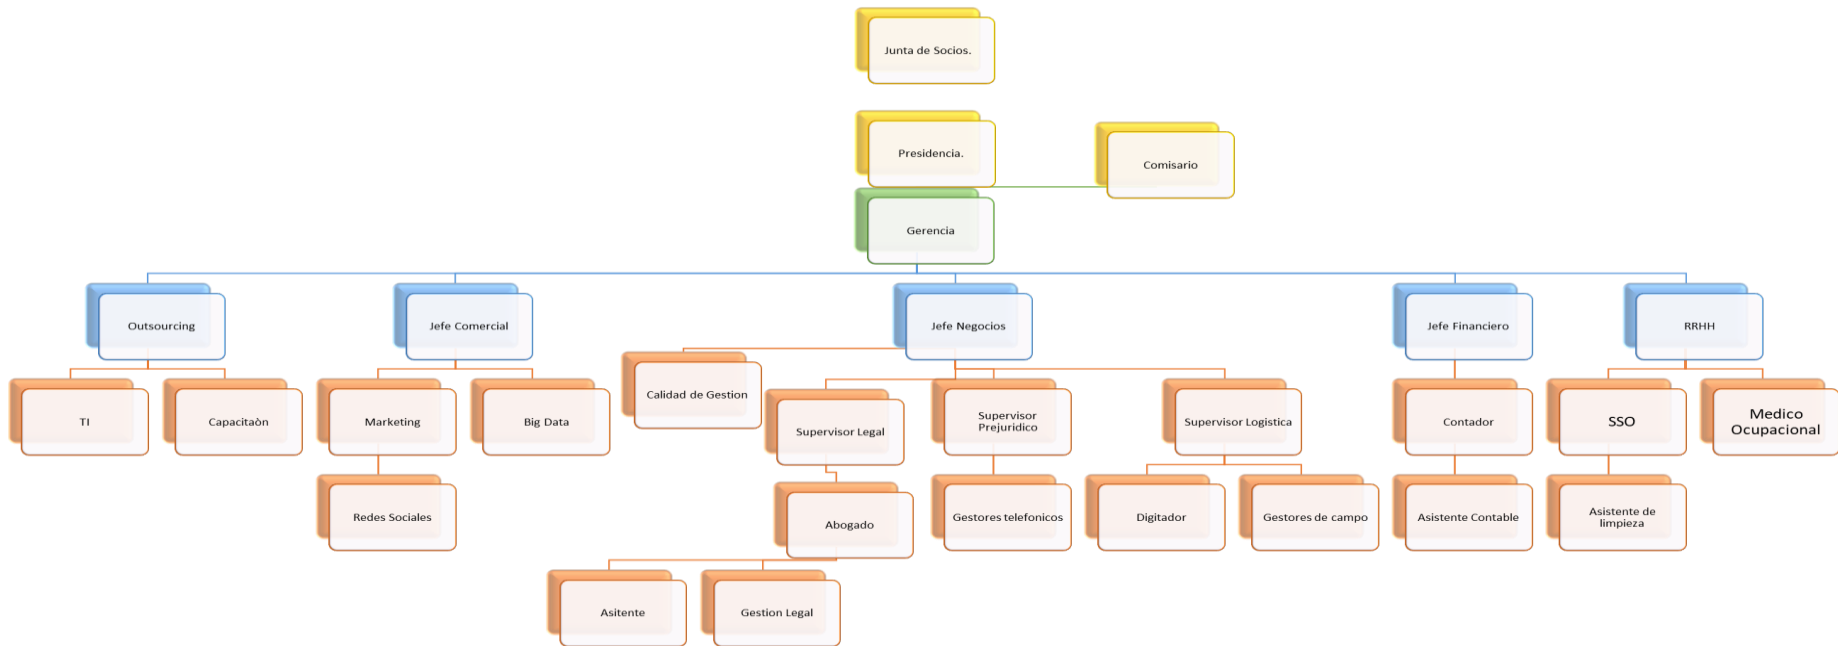 Junta de Socios.
Presidencia.
Comisario
Gerencia
Outsourcing
Jefe Comercial
Jefe Negocios
Jefe Financiero
RRHH
Calidad de Gestion
TI
Capacitaòn
Marketing
Big Data
Supervisor Legal
Supervisor
Prejuridico
Supervisor Logistica
Contador
SSO
Medico
Ocupacional
Redes Sociales
Abogado
Gestores telefonicos
Digitador
Gestores de campo
Asistente Contable
Asistente de
limpieza
Asitente
Gestion Legal